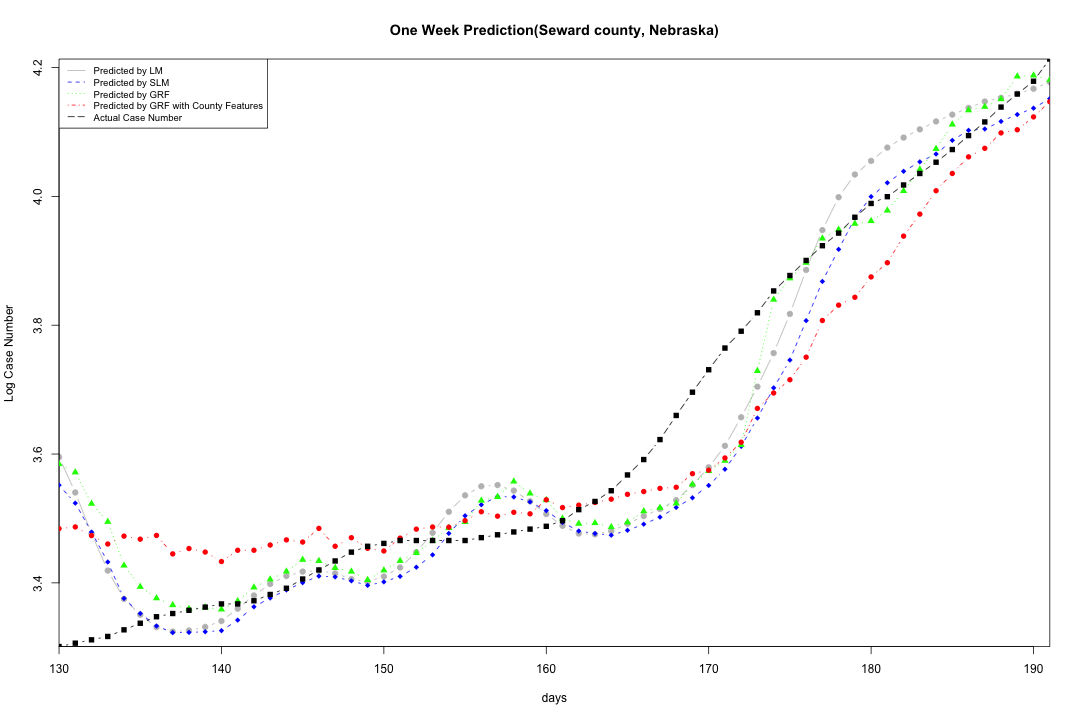 One Week Prediction(Seward county, Nebraska)
Predicted by LM
Predicted by SLM
Predicted by GRF
Predicted by GRF with County Features
Actual Case Number
4.2
4.0
3.8
3.6
3.4
Log Case Number
130 140 150 160 170 180 190
days